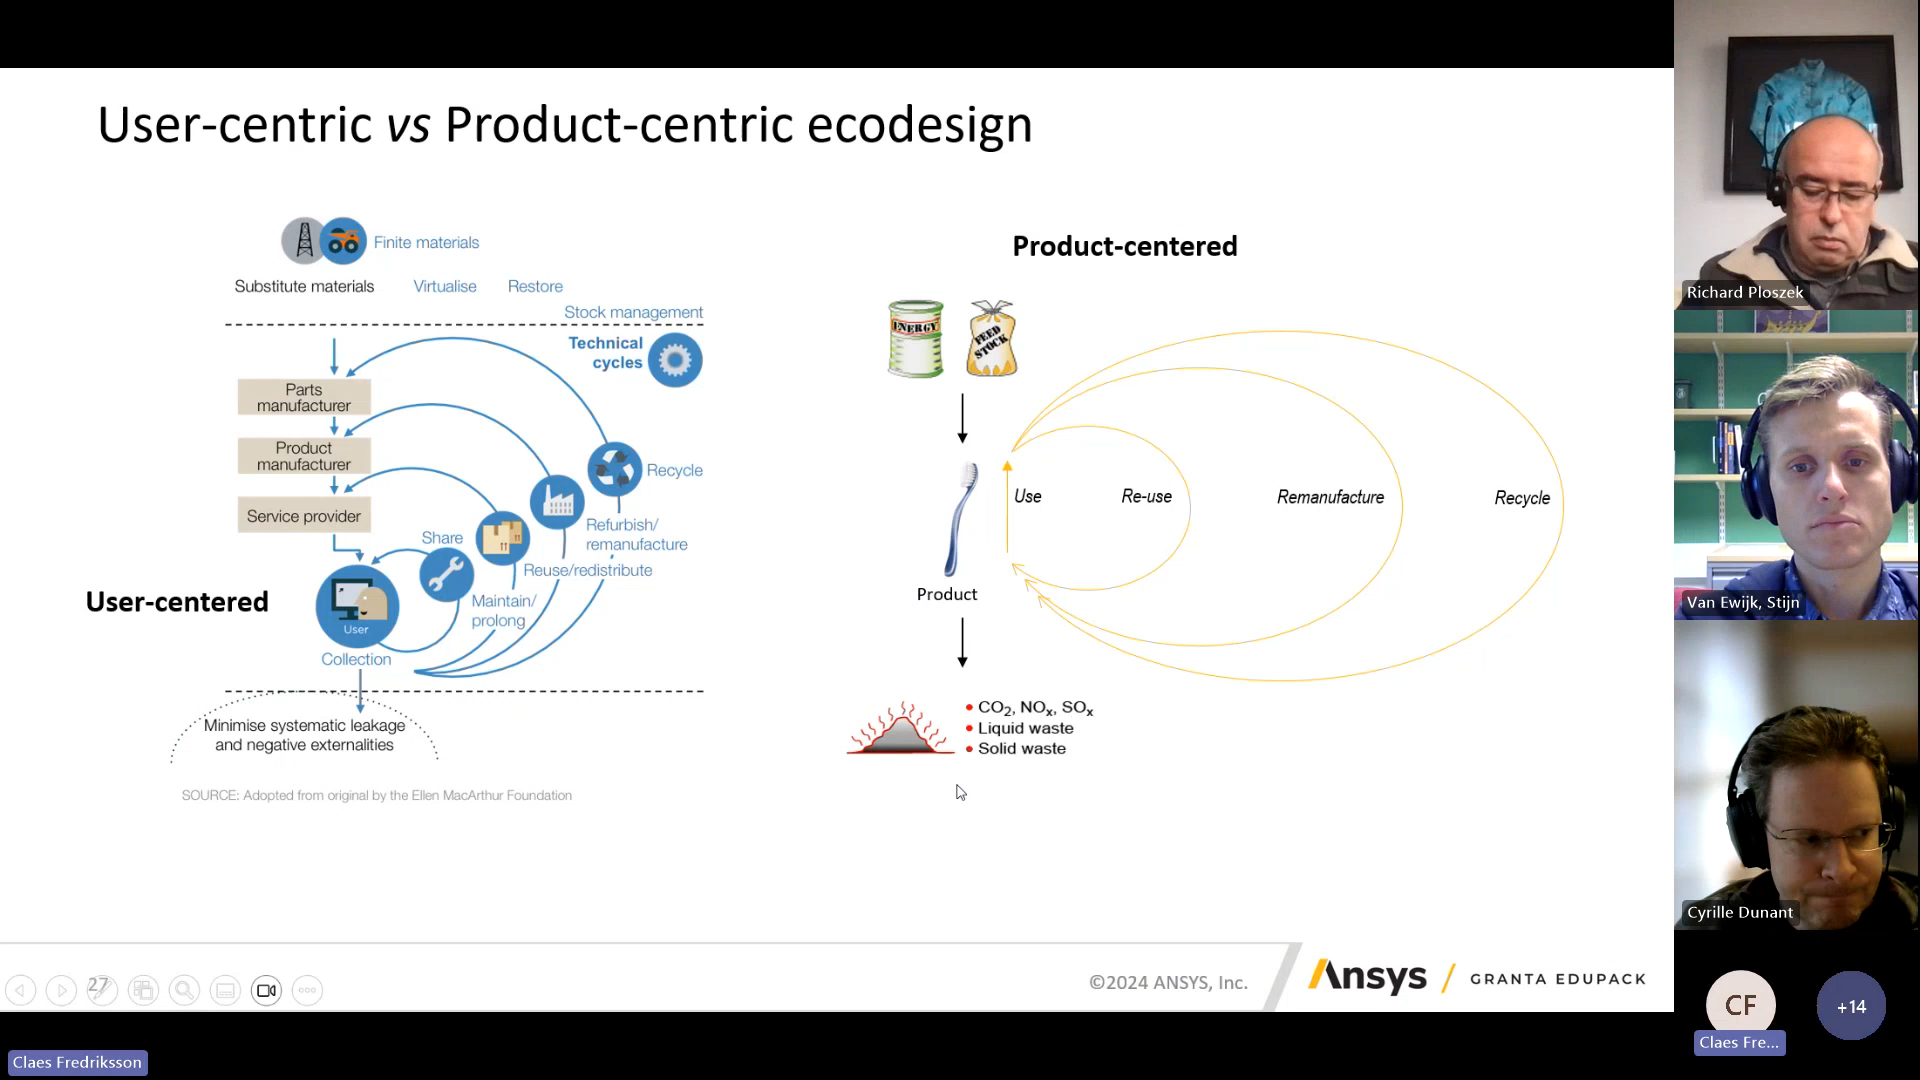 User-centric vs Product-centric ecodesign
Finite materials
Substitute materials
Virtualise
Restore
Stock management
Technical
cycles
Parts
manufacturer
Product
manufacturer
Service provider
Recycle
Refurbish/
remanufacture
Share
Reuse/redistribute
Maintain/
prolong
User-centered
User
Collection
Minimise systematic leakage
and negative externalities
SOURCE: Adopted from original by the Ellen MacArthur Foundation
Product-centered
ENERGY
FEED
STOCK
Use
Re-use
Remanufacture
Recycle
Product
• CO2, NOx, SOx
• Liquid waste
• Solid waste
27
©2024 ANSYS, Inc.
Ansys / GRANTA EDUPACK
Richard Ploszek
Van Ewijk, Stijn
Cyrille Dunant
CF
+14
Claes Fre...
Claes Fredriksson